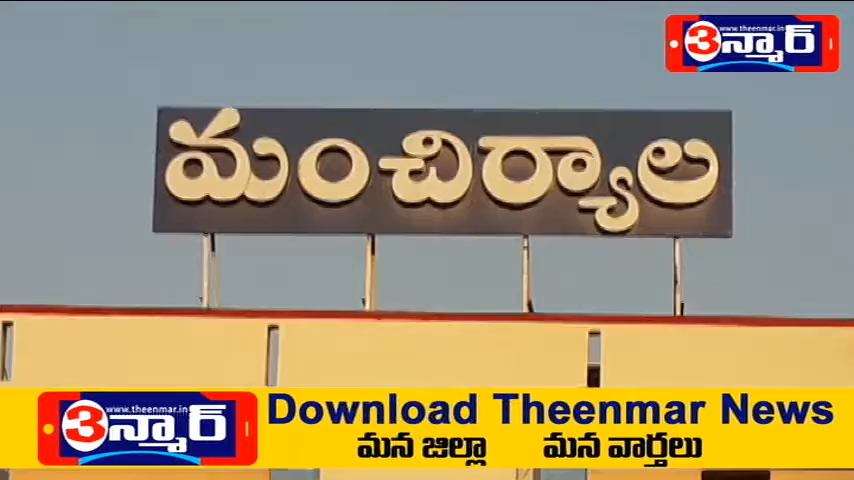 www.theenmar.in
3న్మార్
మంచిర్యాల
www.theenmar.in
3న్మార్
Download Theenmar News
మన జిల్లా మన వార్తలు